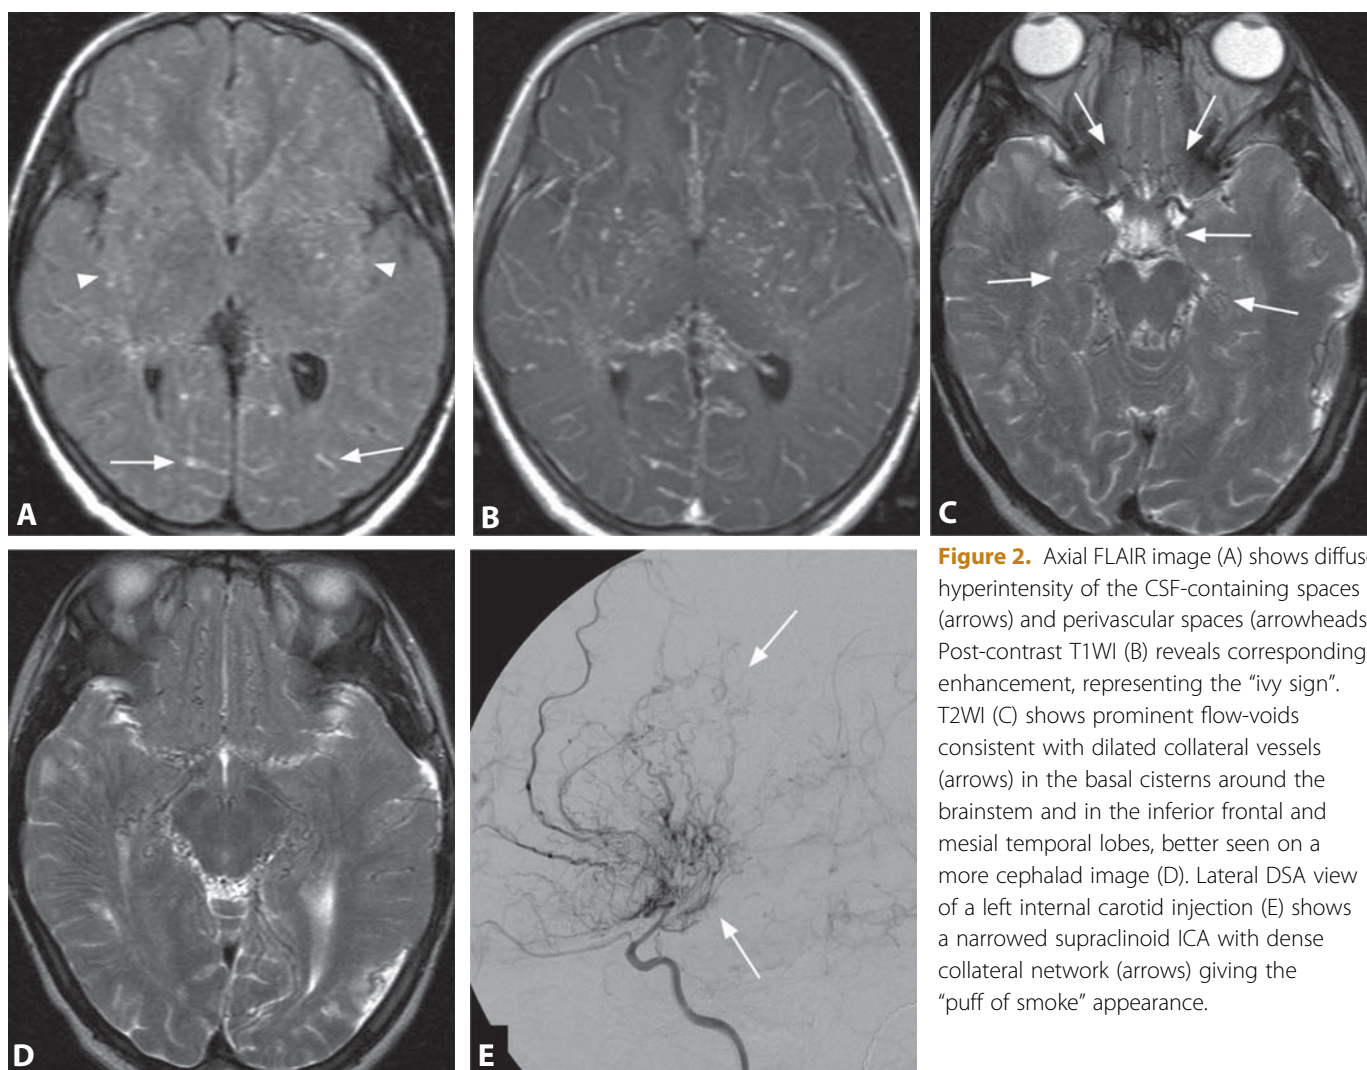 A
B
C
D
E
Figure 2. Axial FLAIR image (A) shows
hyperintensity of the CSF-containing spaces
(arrows) and perivascular spaces (arrowheads
Post-contrast T1WI (B) reveals corresponding
enhancement, representing the “ivy sign”.
T2WI (C) shows prominent flow-voids
consistent with dilated collateral vessels
(arrows) in the basal cisterns around the
brainstem and in the inferior frontal and
mesial temporal lobes, better seen on a
more cephalad image (D). Lateral DSA view
of a left internal carotid injection (E) shows
a narrowed supraclinoid ICA with dense
collateral network (arrows) giving the
“puff of smoke” appearance.